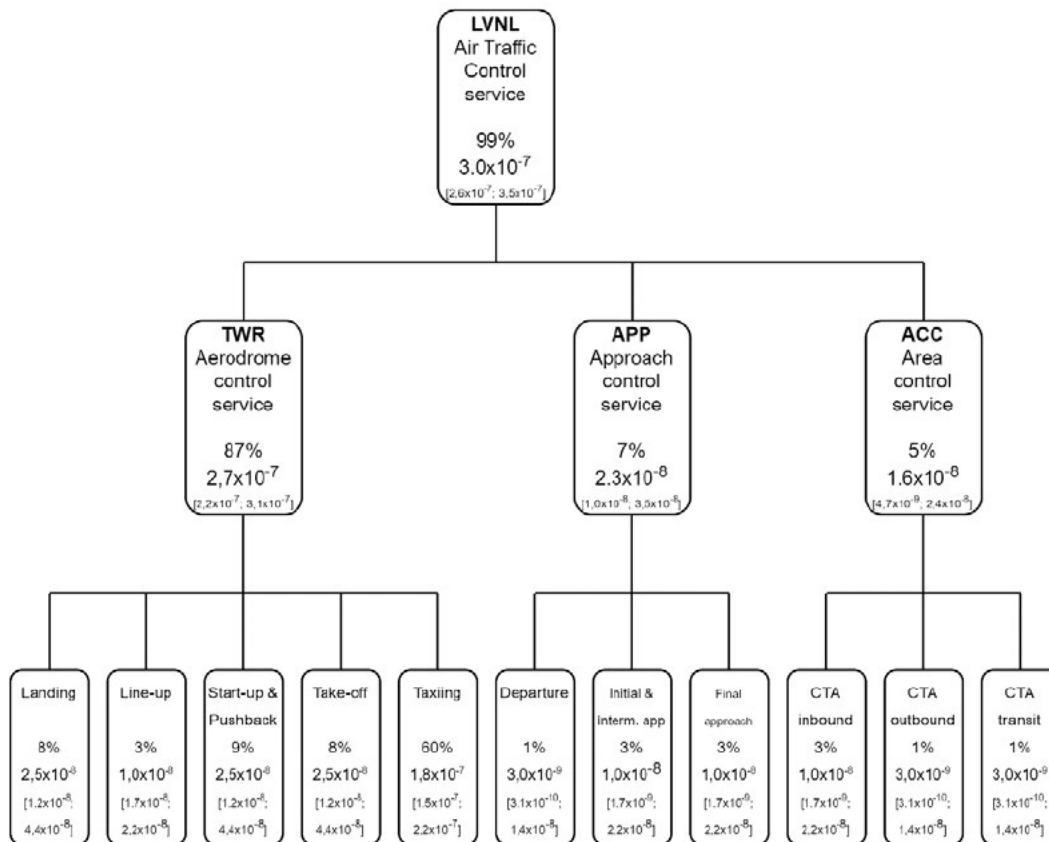 LVNL
Air Traffic
Control
service
99%
3.0x10⁻⁷
[2,6x10⁻⁷; 3,5x10⁻⁷]
TWR
Aerodrome
control
service
87%
2,7x10⁻⁷
[2,2x10⁻⁷; 3,1x10⁻⁷]
APP
Approach
control
service
7%
2.3x10⁻⁸
[1,0x10⁻⁸; 3,5x10⁻⁸]
ACC
Area
control
service
5%
1.6x10⁻⁸
[4,7x10⁻⁹; 2,4x10⁻⁸]
Landing
8%
2,5x10⁻⁸
[1.2x10⁻⁸;
4,4x10⁻⁸]
Line-up
3%
1,0x10⁻⁸
[1.7x10⁻⁸;
2,2x10⁻⁸]
Start-up &
Pushback
9%
2,5x10⁻⁸
[1.2x10⁻⁸;
4,4x10⁻⁸]
Take-off
8%
2,5x10⁻⁸
[1.2x10⁻⁸;
4,4x10⁻⁸]
Taxiing
60%
1,8x10⁻⁷
[1.5x10⁻⁷;
2.2x10⁻⁷]
Departure
1%
3,0x10⁻⁹
[3.1x10⁻¹⁰;
1.4x10⁻⁸]
Initial &
interm. app
3%
1,0x10⁻⁸
[1.7x10⁻⁹;
2.2x10⁻⁸]
Final
approach
3%
1,0x10⁻⁸
[1.7x10⁻⁹;
2,2x10⁻⁸]
CTA
inbound
3%
1,0x10⁻⁸
[1.7x10⁻⁹;
2,2x10⁻⁸]
CTA
outbound
1%
3,0x10⁻⁹
[3.1x10⁻¹⁰;
1,4x10⁻⁸]
CTA
transit
1%
3,0x10⁻⁹
[3.1x10⁻¹⁰;
1,4x10⁻⁸]